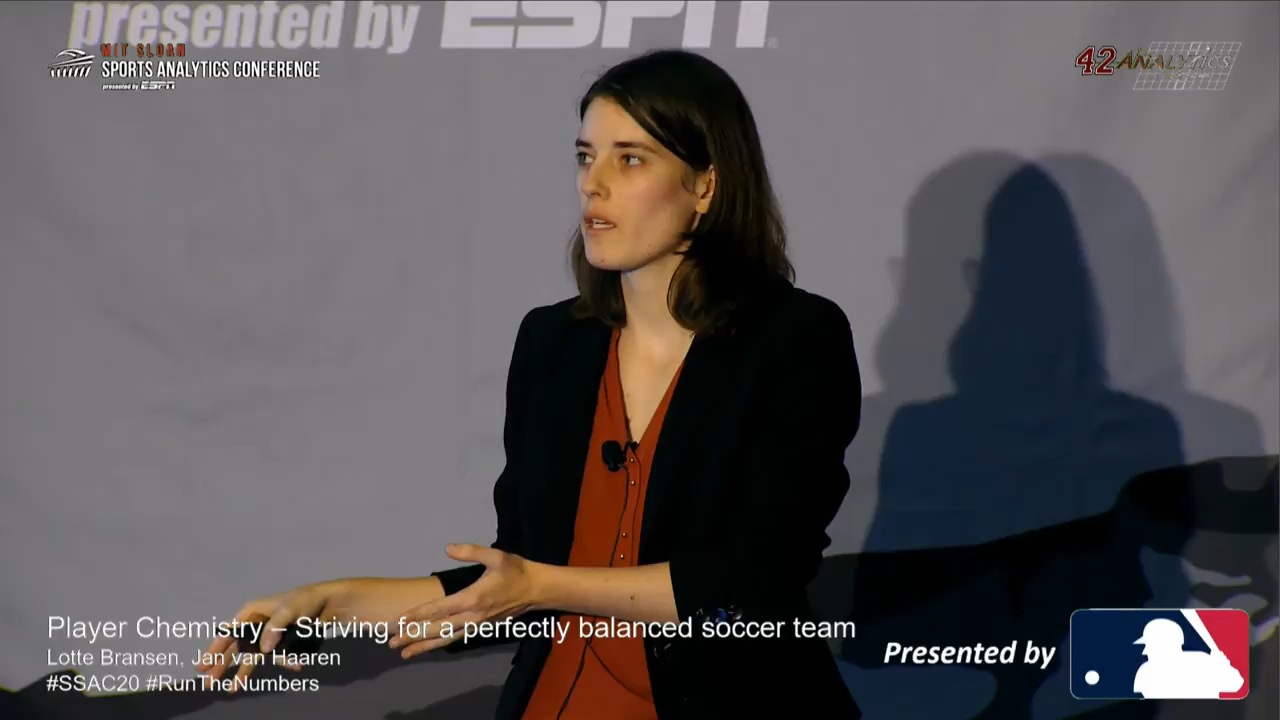 presented by ESPN
MIT SLOAN
SPORTS ANALYTICS CONFERENCE
presented by ESPN
42 ANALYTICS
Player Chemistry – Striving for a perfectly balanced soccer team
Lotte Bransen, Jan van Haaren
#SSAC20 #RunTheNumbers
Presented by